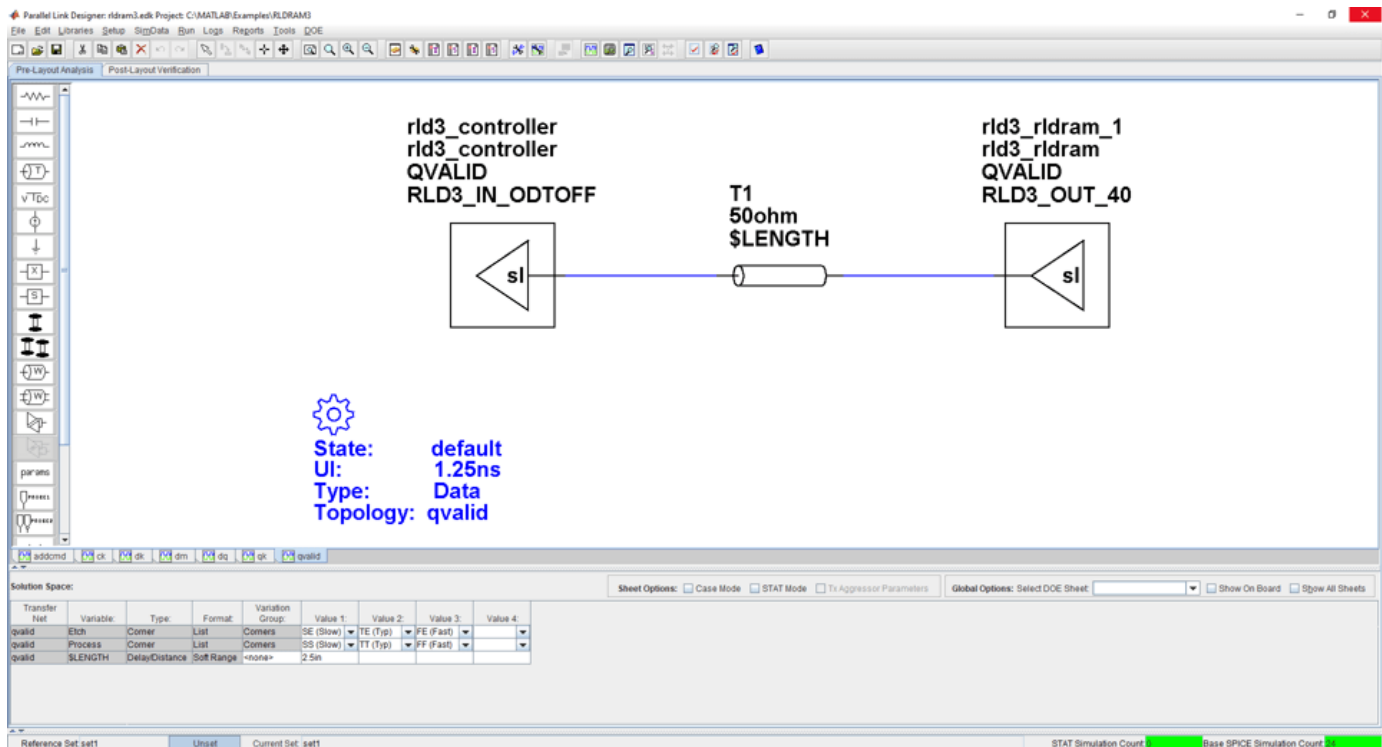 Parallel Link Designer: rldram3.edk Project: C:\MATLAB\Examples\RLDRAM3
File Edit Libraries Setup SimData Run Logs Reports Tools DOE
Pre-Layout Analysis Post-Layout Verification
rld3_controller
rld3_controller
QVALID
RLD3_IN_ODTOFF
T1
50ohm
$LENGTH
rld3_rldram_1
rld3_rldram
QVALID
RLD3_OUT_40
sl
sl
T
V TDC
X
S
W
W
params
State: default
UI: 1.25ns
Type: Data
Topology: qvalid
addcmd ck dk dm dq qk qvalid
Solution Space:
Sheet Options: Case Mode STAT Mode Tx Aggressor Parameters Global Options: Select DOE Sheet: Show On Board Show All Sheets
Transfer Net Variable: Type: Format: Variation Group: Value 1: Value 2: Value 3: Value 4:
qvalid Etch Corner List Corners SE (Slow) TE (Typ) FE (Fast)
qvalid Process Corner List Corners SS (Slow) TT (Typ) FF (Fast)
qvalid $LENGTH Delay/Distance Soft Range <none> 2.5in
Reference Set: set1 Unset Current Set: set1 STAT Simulation Count: 0 Base SPICE Simulation Count: 24